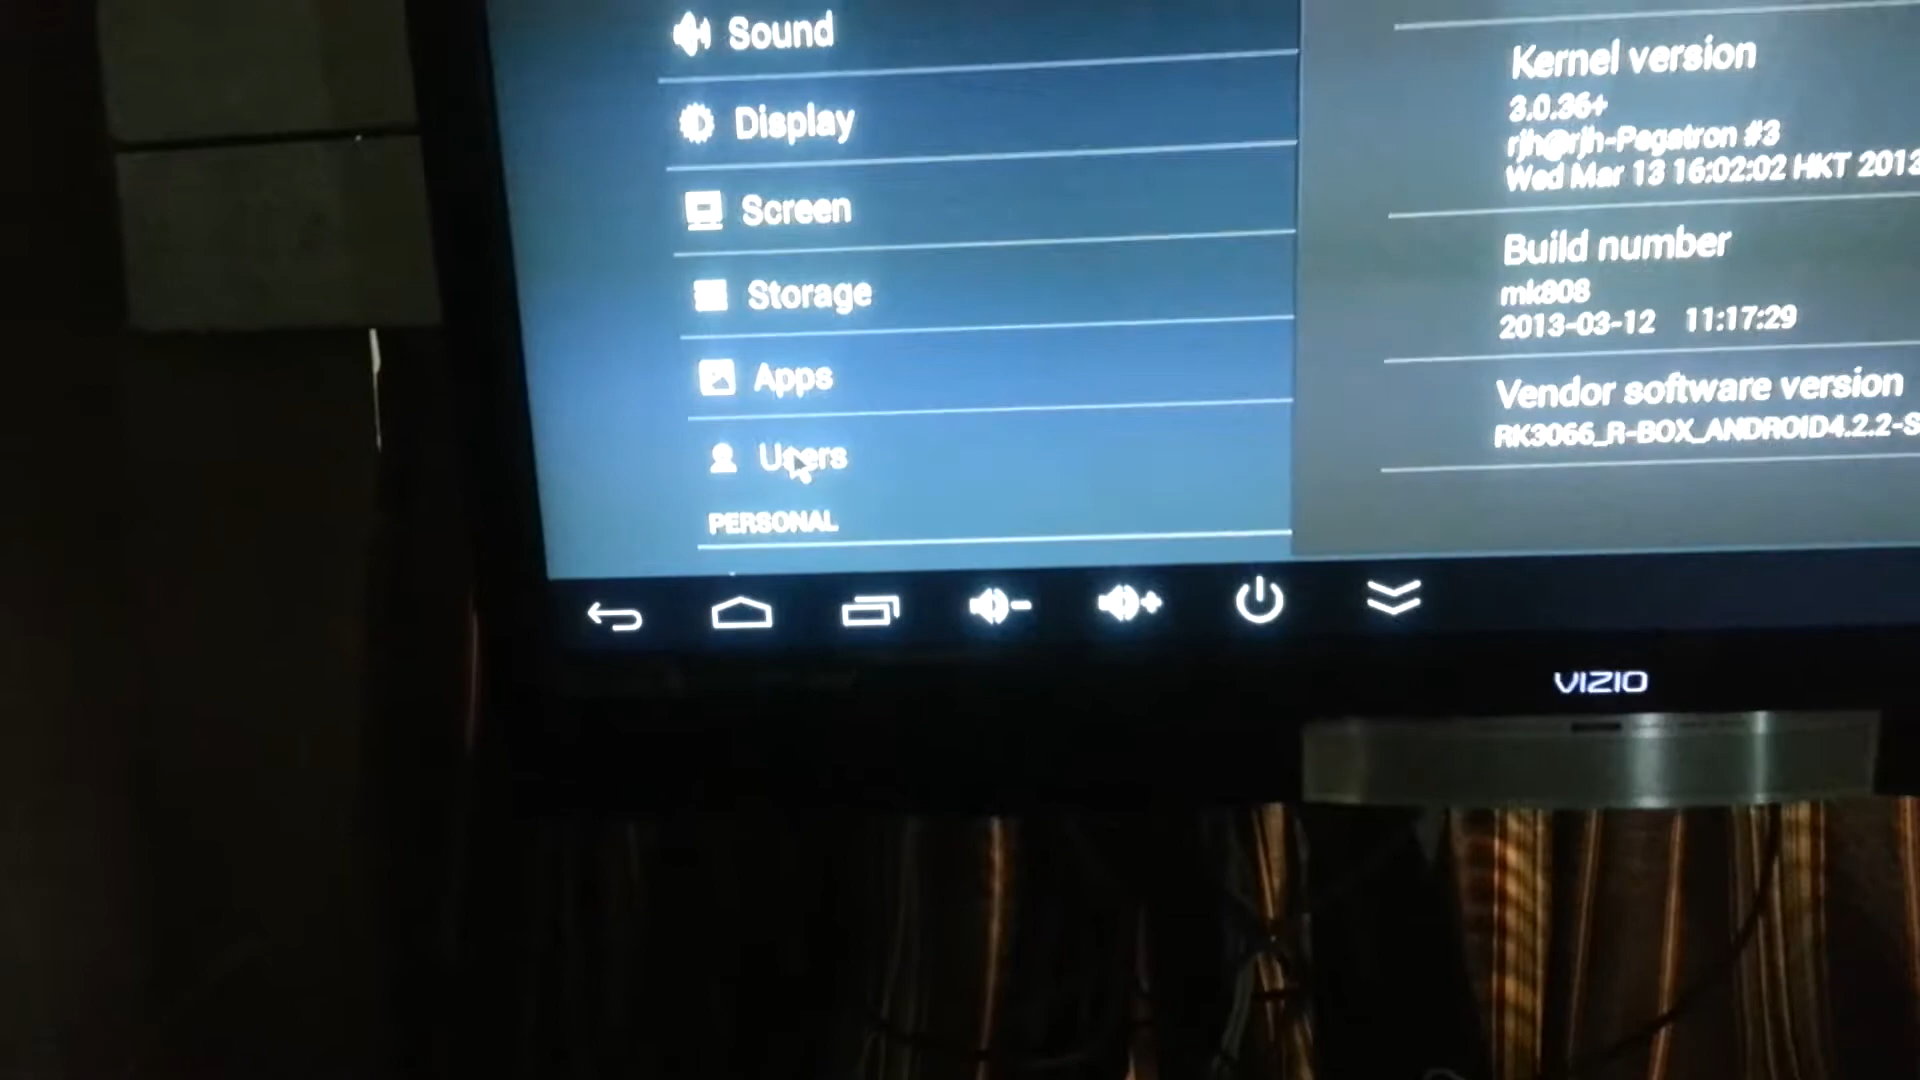 Sound
Display
Screen
Storage
Apps
Users
PERSONAL
Kernel version
3.0.36+
rjh@rjh-Pegatron #3
Wed Mar 13 16:02:02 HKT 2013
Build number
mk808
2013-03-12 11:17:29
Vendor software version
RK3066_R-BOX_ANDROID4.2.2-S
VIZIO